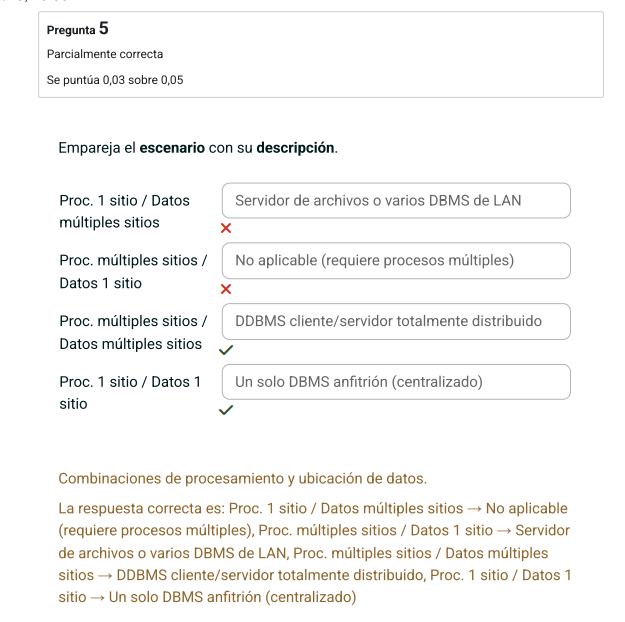 Pregunta 5
Parcialmente correcta
Se puntúa 0,03 sobre 0,05
Empareja el escenario con su descripción.
Proc. 1 sitio / Datos
múltiples sitios
Servidor de archivos o varios DBMS de LAN
Proc. múltiples sitios /
Datos 1 sitio
No aplicable (requiere procesos múltiples)
Proc. múltiples sitios /
Datos múltiples sitios
DDBMS cliente/servidor totalmente distribuido
Proc. 1 sitio / Datos 1
sitio
Un solo DBMS anfitrión (centralizado)
Combinaciones de procesamiento y ubicación de datos.
La respuesta correcta es: Proc. 1 sitio / Datos múltiples sitios → No aplicable
(requiere procesos múltiples), Proc. múltiples sitios / Datos 1 sitio → Servidor
de archivos o varios DBMS de LAN, Proc. múltiples sitios / Datos múltiples
sitios → DDBMS cliente/servidor totalmente distribuido, Proc. 1 sitio / Datos 1
sitio → Un solo DBMS anfitrión (centralizado)